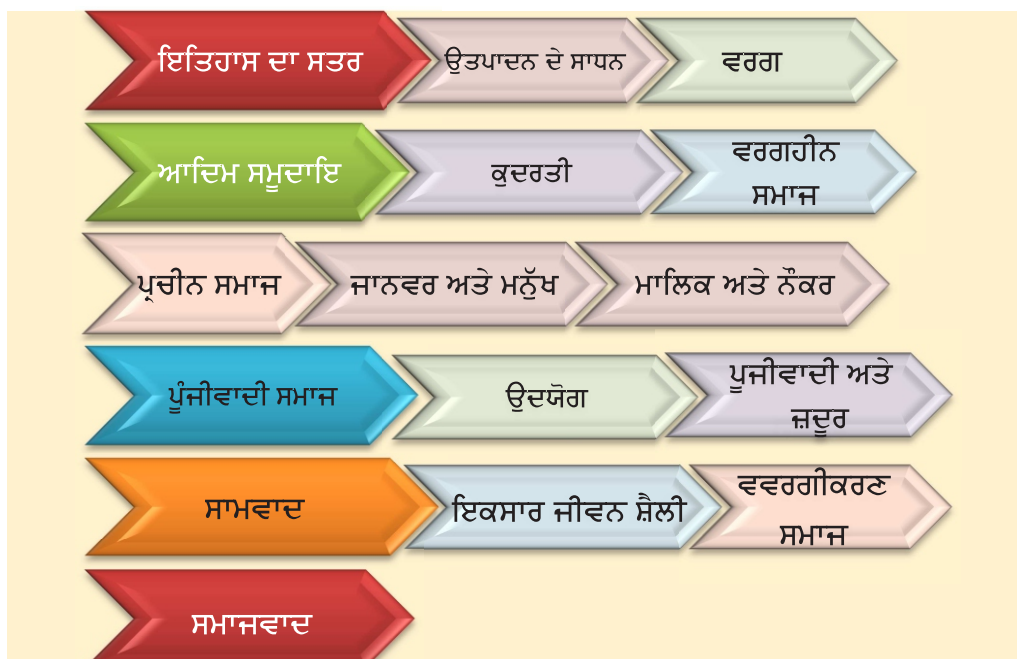 ਇਤਿਹਾਸ ਦਾ ਸਤਰ
ਉਤਪਾਦਨ ਦੇ ਸਾਧਨ
ਵਰਗ
ਆਦਿਮ ਸਮੂਦਾਇ
ਕੁਦਰਤੀ
ਵਰਗਹੀਨ
ਸਮਾਜ
ਪ੍ਰਚੀਨ ਸਮਾਜ
ਜਾਨਵਰ ਅਤੇ ਮਨੁੱਖ
ਮਾਲਿਕ ਅਤੇ ਨੌਕਰ
ਪੂੰਜੀਵਾਦੀ ਸਮਾਜ
ਉਦਯੋਗ
ਪੂਜੀਵਾਦੀ ਅਤੇ
ਜ਼ਦੂਰ
ਸਾਮਵਾਦ
ਇਕਸਾਰ ਜੀਵਨ ਸ਼ੈਲੀ
ਵਵਰਗੀਕਰਣ
ਸਮਾਜ
ਸਮਾਜਵਾਦ